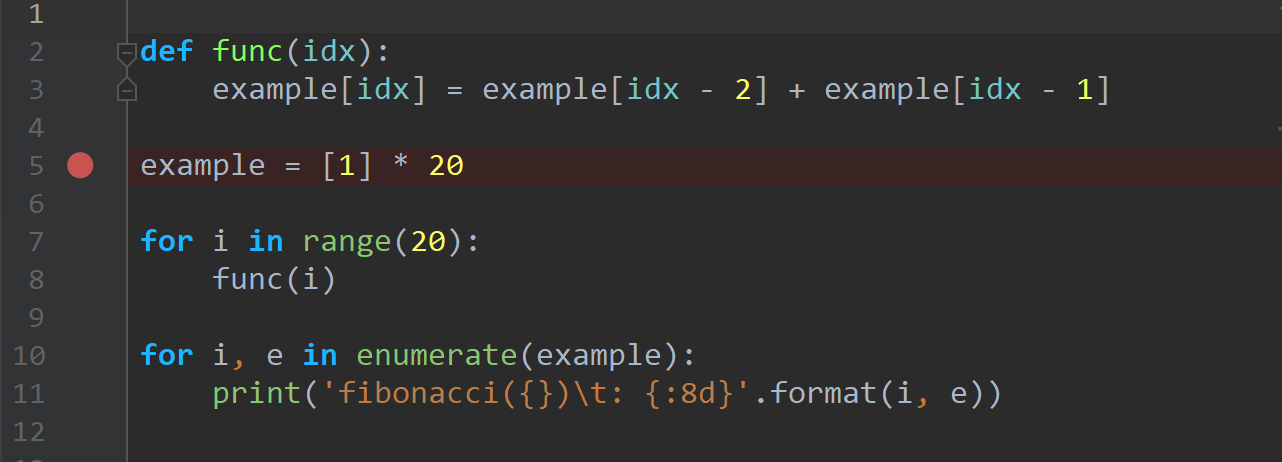 1
2 def func(idx):
3     example[idx] = example[idx - 2] + example[idx - 1]
4
5 example = [1] * 20
6
7 for i in range(20):
8     func(i)
9
10 for i, e in enumerate(example):
11     print('fibonacci({})\t: {:8d}'.format(i, e))
12